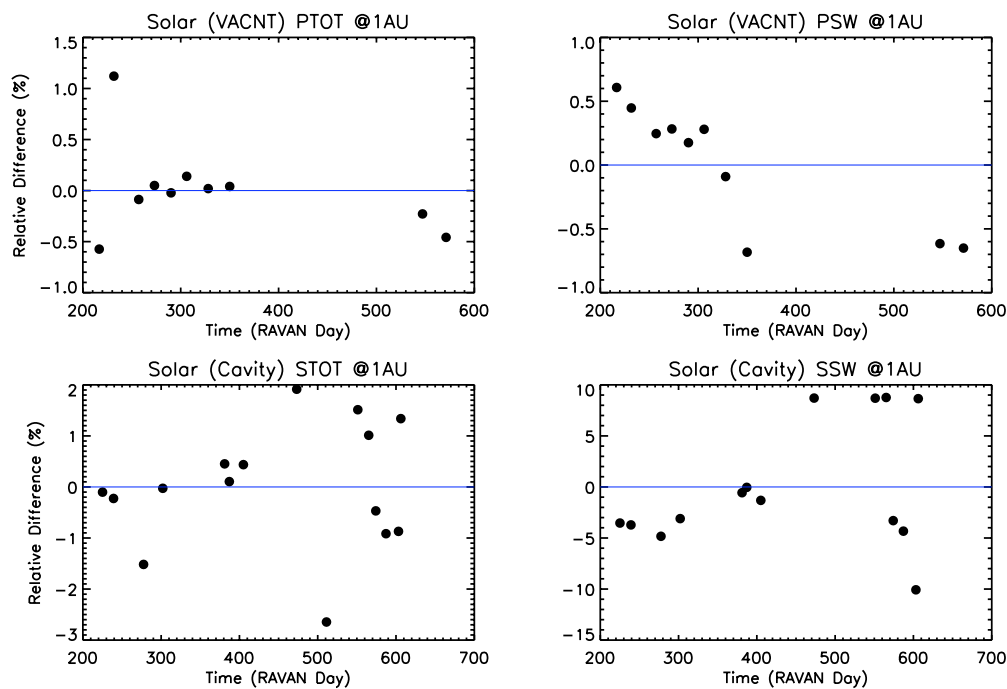 Solar (VACNT) PTOT @1AU
1.5
1.0
0.5
0.0
−0.5
−1.0
Relative Difference (%)
200 300 400 500 600
Time (RAVAN Day)
Solar (VACNT) PSW @1AU
1.0
0.5
0.0
−0.5
−1.0
200 300 400 500 600
Time (RAVAN Day)
Solar (Cavity) STOT @1AU
2
1
0
−1
−2
−3
Relative Difference (%)
200 300 400 500 600 700
Time (RAVAN Day)
Solar (Cavity) SSW @1AU
10
5
0
−5
−10
−15
200 300 400 500 600 700
Time (RAVAN Day)